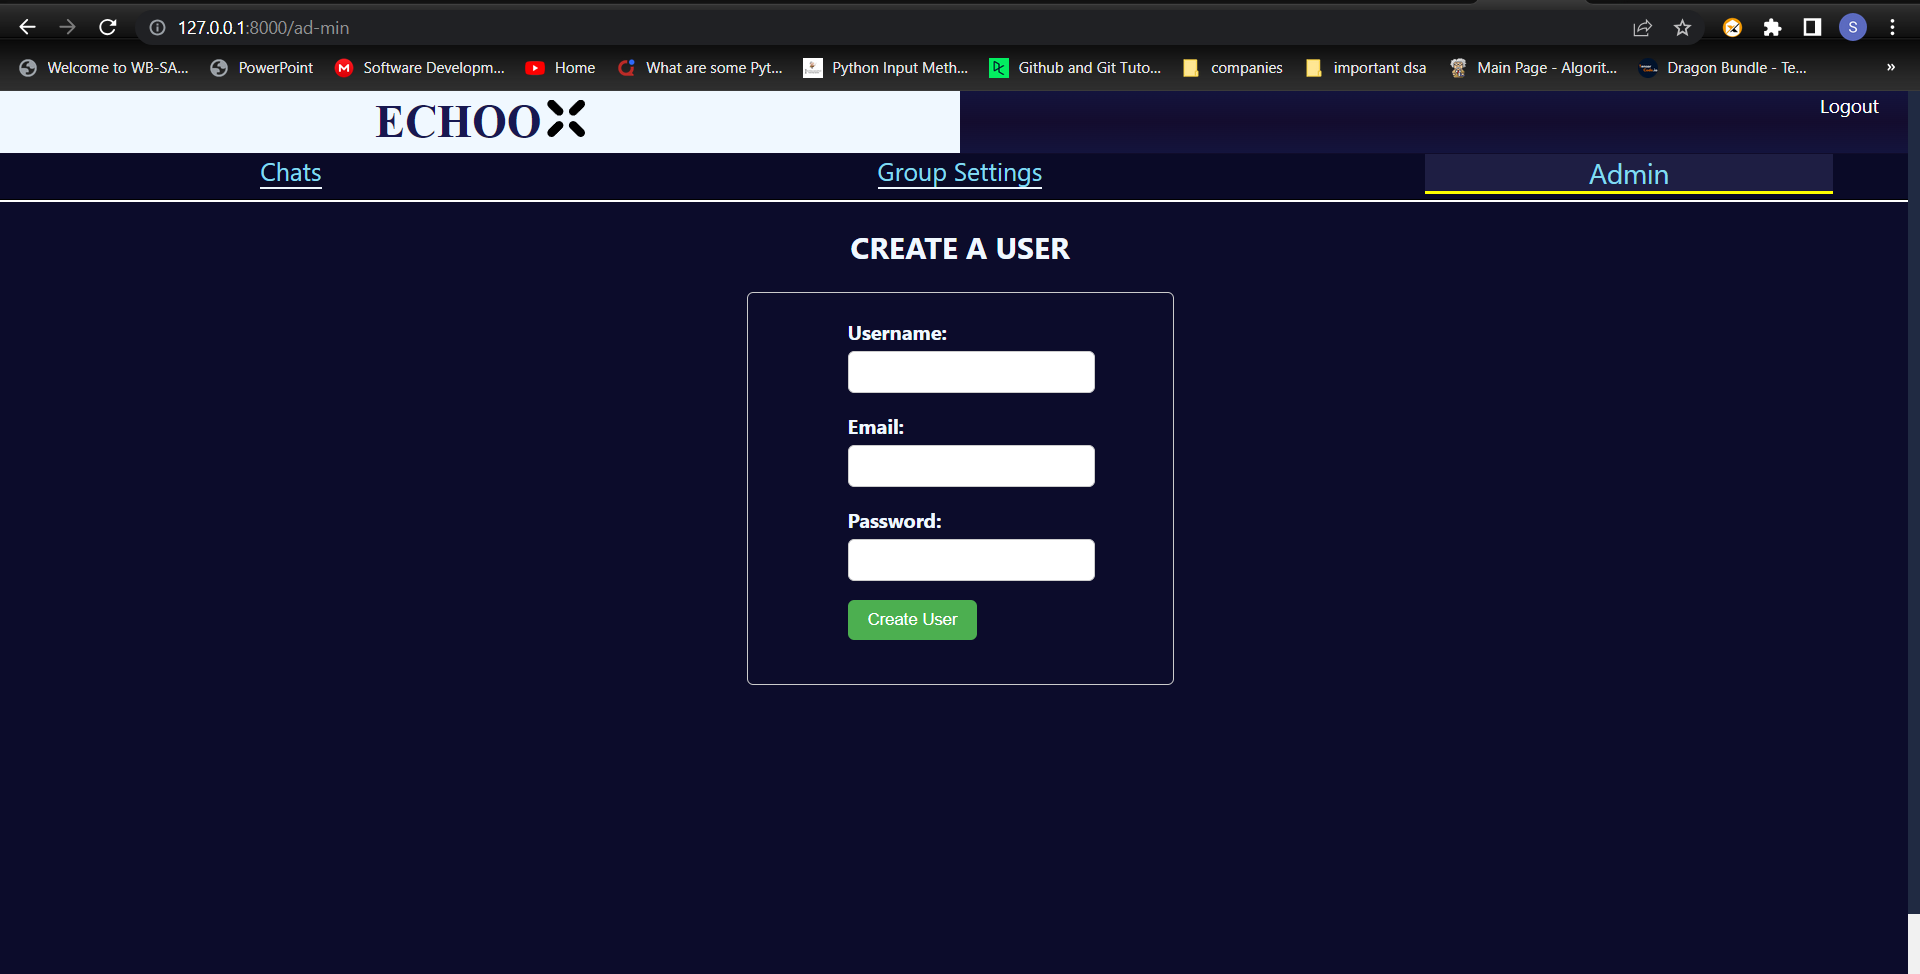 127.0.0.1:8000/ad-min
S
Welcome to WB-SA... PowerPoint M Software Developm... Home What are some Pyt... Python Input Meth... DC Github and Git Tuto... companies important dsa Main Page - Algorit... Dragon Bundle - Te... »
ECHOO
Logout
Chats Group Settings Admin
CREATE A USER
Username:
Email:
Password:
Create User